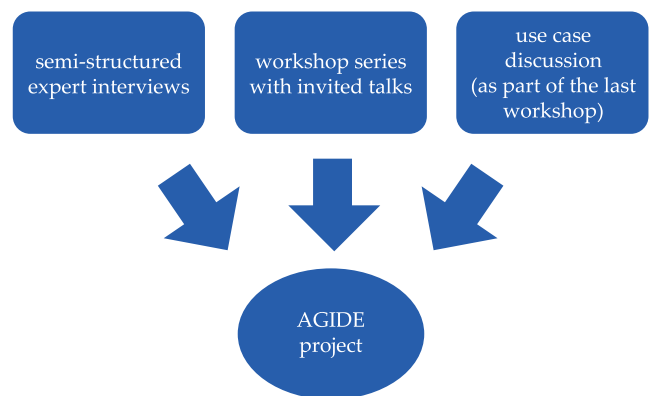 semi-structured
expert interviews
workshop series
with invited talks
use case
discussion
(as part of the last
workshop)
AGIDE
project